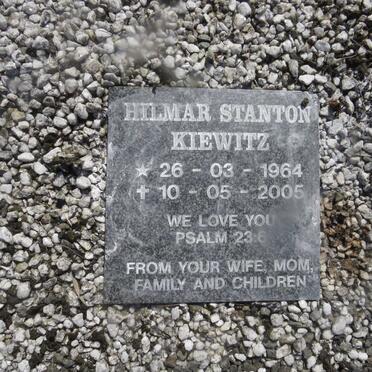 HILMAR STANTON
KIEWITZ
★ 26 - 03 - 1964
✝ 10 - 05 - 2005
WE LOVE YOU
PSALM 23:6
FROM YOUR WIFE, MOM,
FAMILY AND CHILDREN